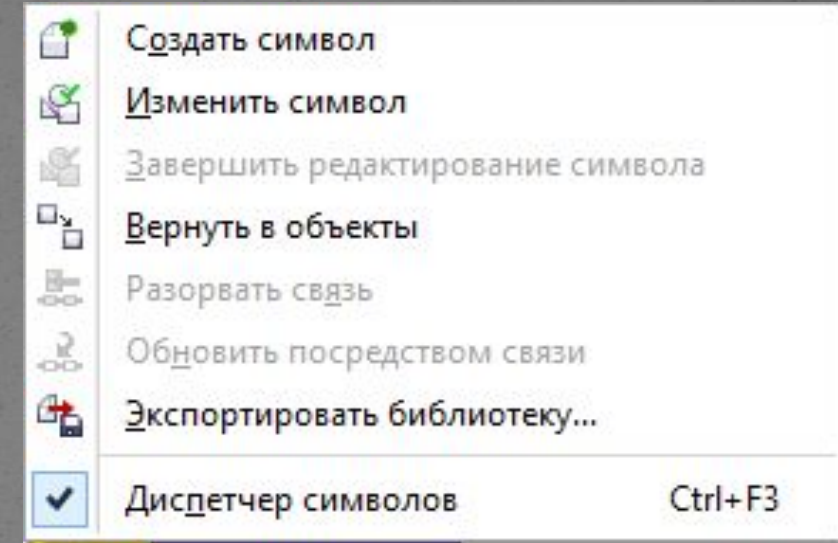 Создать символ
Изменить символ
Завершить редактирование символа
Вернуть в объекты
Разорвать связь
Обновить посредством связи
Экспортировать библиотеку...
Диспетчер символов Ctrl+F3